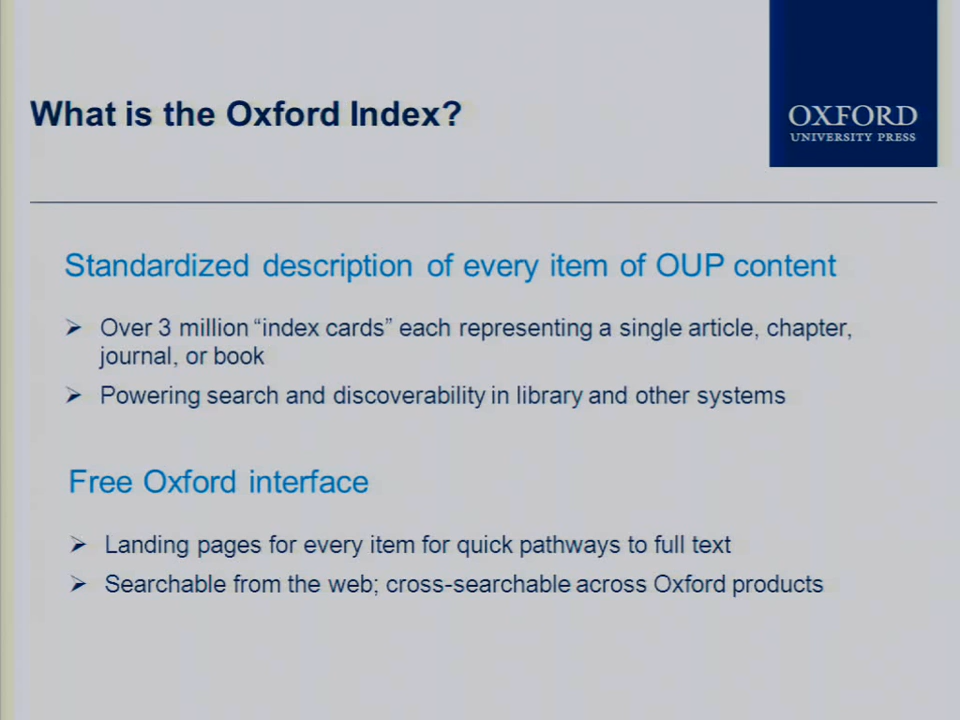 OXFORD
UNIVERSITY PRESS
What is the Oxford Index?
Standardized description of every item of OUP content
➢ Over 3 million “index cards” each representing a single article, chapter,
journal, or book
➢ Powering search and discoverability in library and other systems
Free Oxford interface
➢ Landing pages for every item for quick pathways to full text
➢ Searchable from the web; cross-searchable across Oxford products